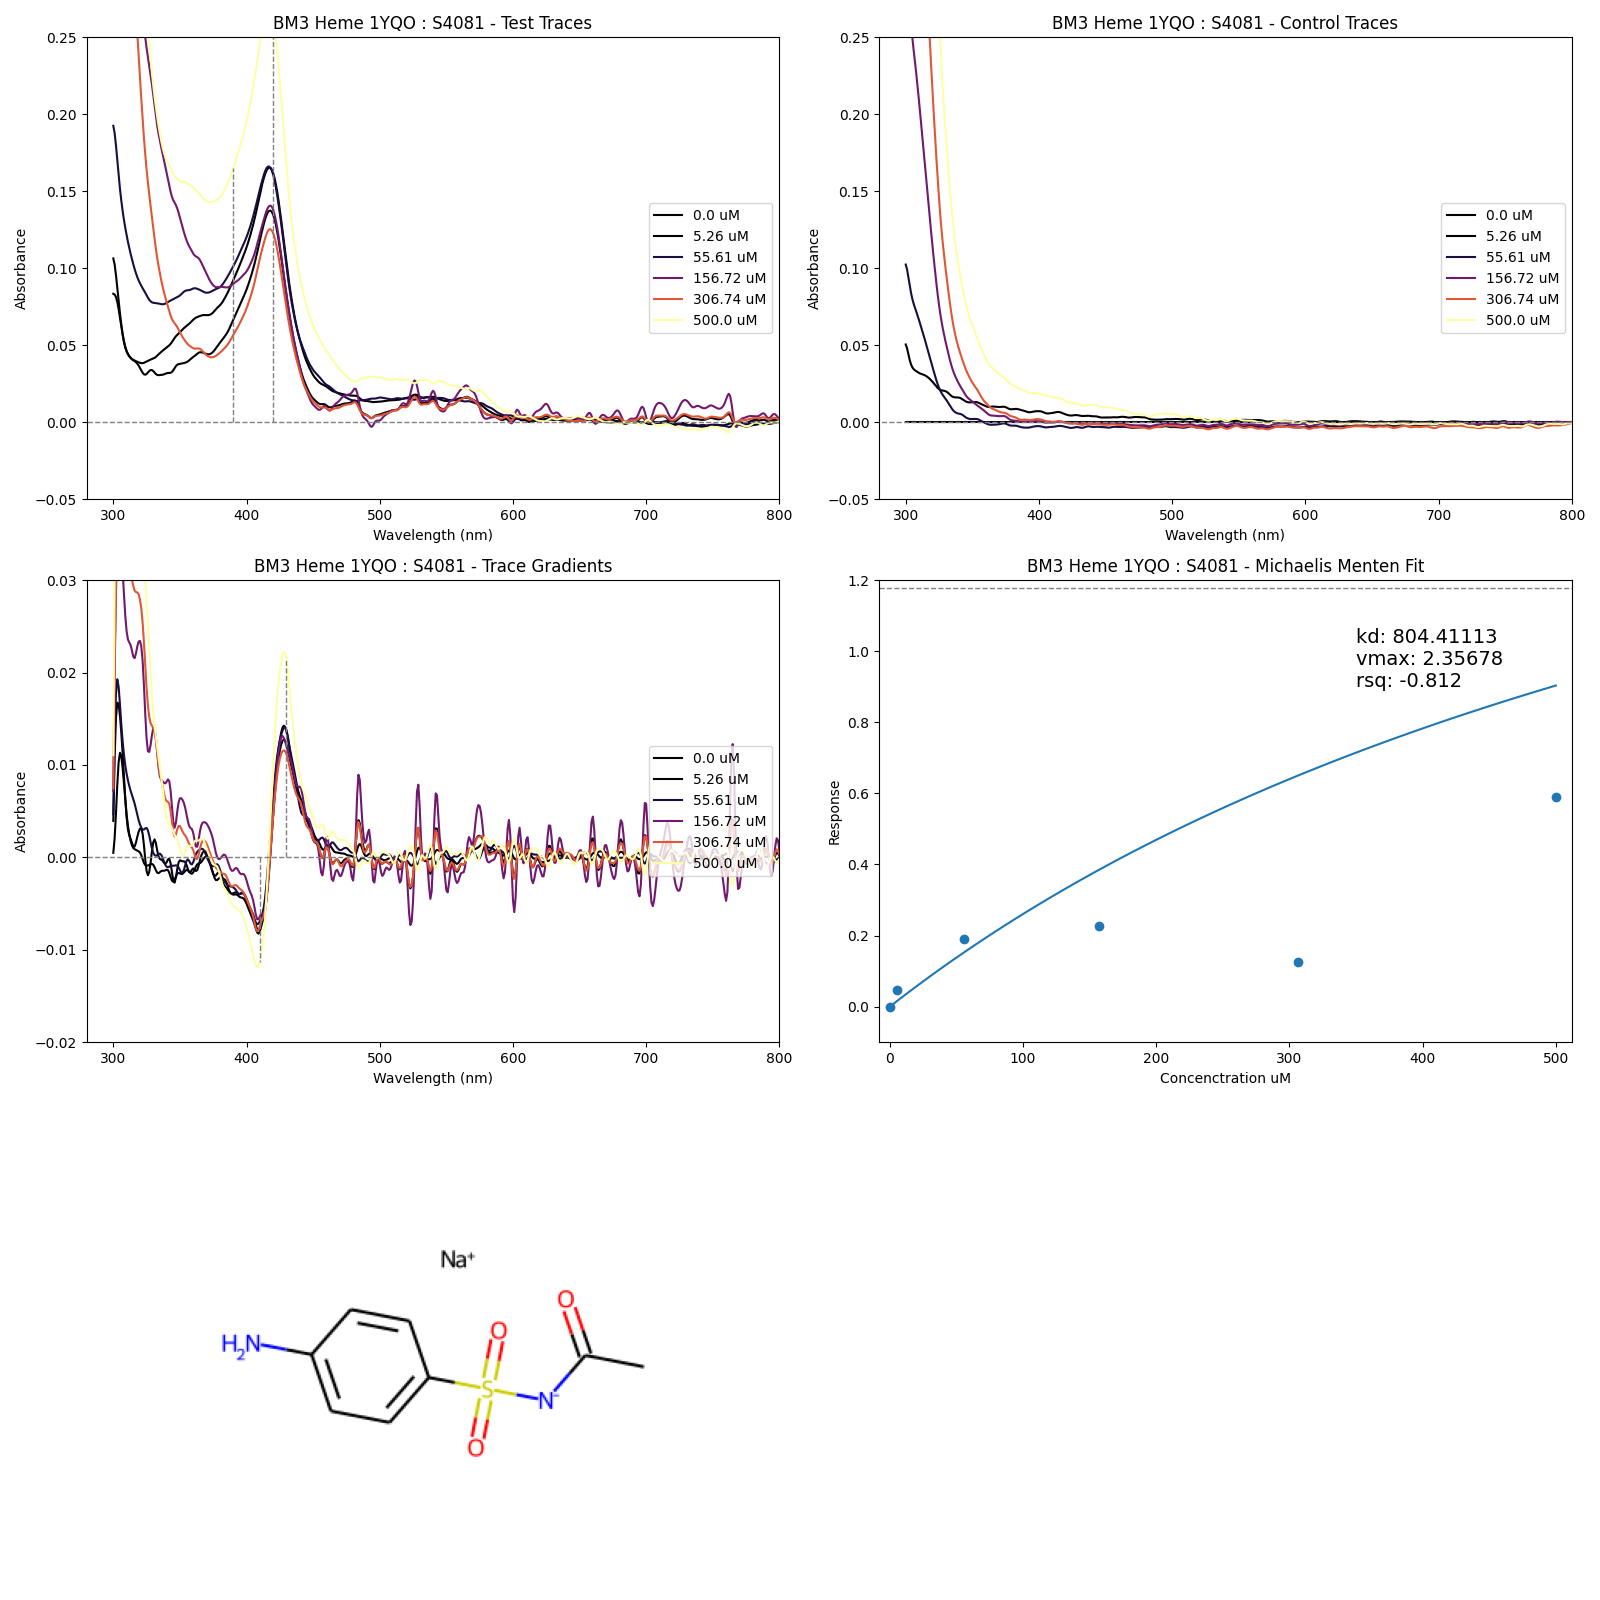 BM3 Heme 1YQO : S4081 - Test Traces
Absorbance
0.25
0.20
0.15
0.10
0.05
0.00
−0.05
300
400
500
600
700
800
Wavelength (nm)
0.0 uM
5.26 uM
55.61 uM
156.72 uM
306.74 uM
500.0 uM
BM3 Heme 1YQO : S4081 - Control Traces
Absorbance
0.25
0.20
0.15
0.10
0.05
0.00
−0.05
300
400
500
600
700
800
Wavelength (nm)
0.0 uM
5.26 uM
55.61 uM
156.72 uM
306.74 uM
500.0 uM
BM3 Heme 1YQO : S4081 - Trace Gradients
Absorbance
0.03
0.02
0.01
0.00
−0.01
−0.02
300
400
500
600
700
800
Wavelength (nm)
0.0 uM
5.26 uM
55.61 uM
156.72 uM
306.74 uM
500.0 uM
BM3 Heme 1YQO : S4081 - Michaelis Menten Fit
Response
1.2
1.0
0.8
0.6
0.4
0.2
0.0
kd: 804.41113
vmax: 2.35678
rsq: -0.812
0
100
200
300
400
500
Concenctration uM
Na⁺
O
O
H₂N
S
N⁻
O